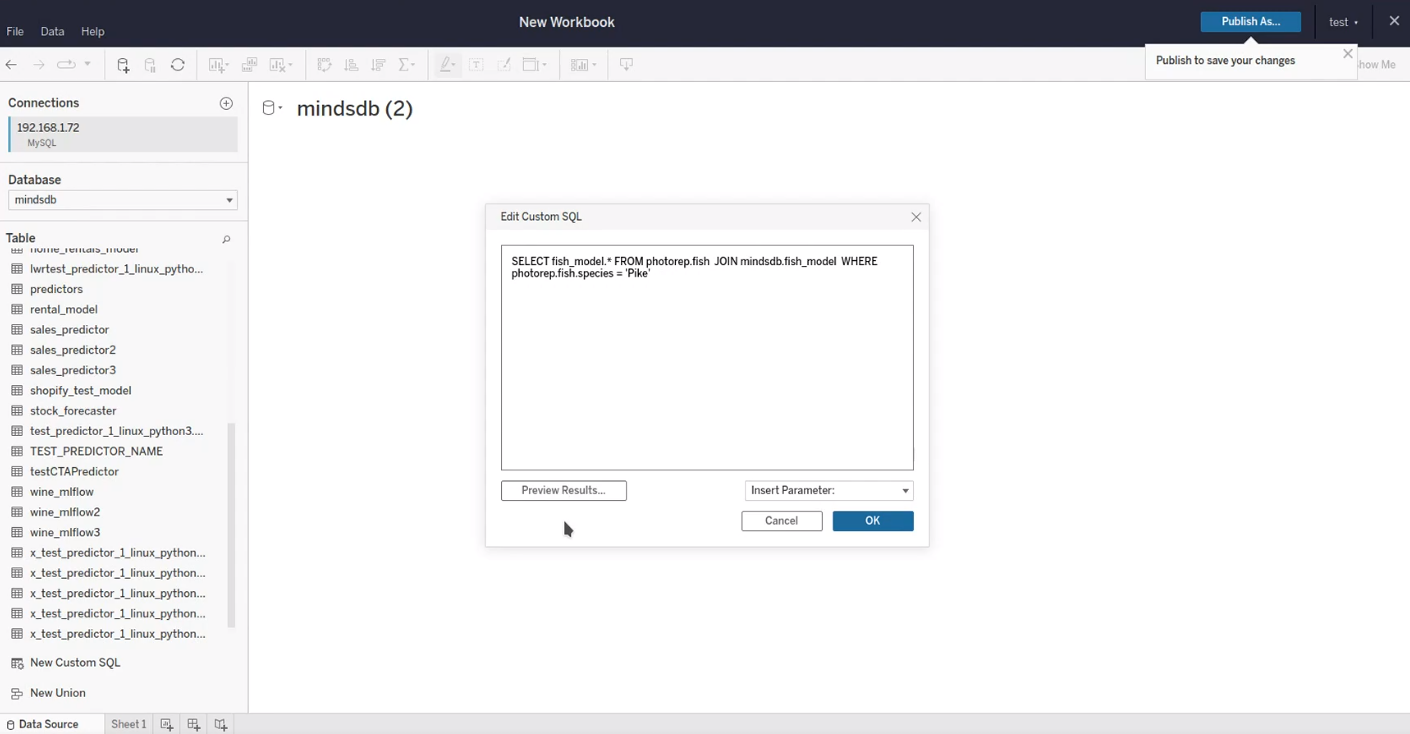 New Workbook
Publish As...
test
File Data Help
Publish to save your changes
how Me
Connections
192.168.1.72
MySQL
mindsdb (2)
Database
mindsdb
Table
home_rentals_model
lwrtest_predictor_1_linux_pytho...
predictors
rental_model
sales_predictor
sales_predictor2
sales_predictor3
shopify_test_model
stock_forecaster
test_predictor_1_linux_python3....
TEST_PREDICTOR_NAME
testCTAPredictor
wine_mlflow
wine_mlflow2
wine_mlflow3
x_test_predictor_1_linux_python...
x_test_predictor_1_linux_python...
x_test_predictor_1_linux_python...
x_test_predictor_1_linux_python...
x_test_predictor_1_linux_python...
New Custom SQL
New Union
Edit Custom SQL
SELECT fish_model.* FROM photorep.fish JOIN mindsdb.fish_model WHERE
photorep.fish.species = 'Pike'
Preview Results...
Insert Parameter:
Cancel
OK
Data Source
Sheet 1